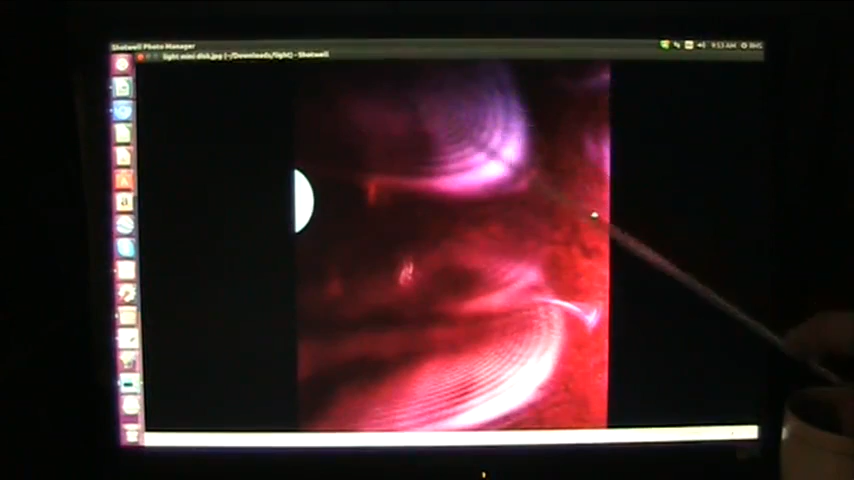 Shotwell Photo Manager
9:53 AM
light mini disk.jpg (~/Downloads/light) - Shotwell